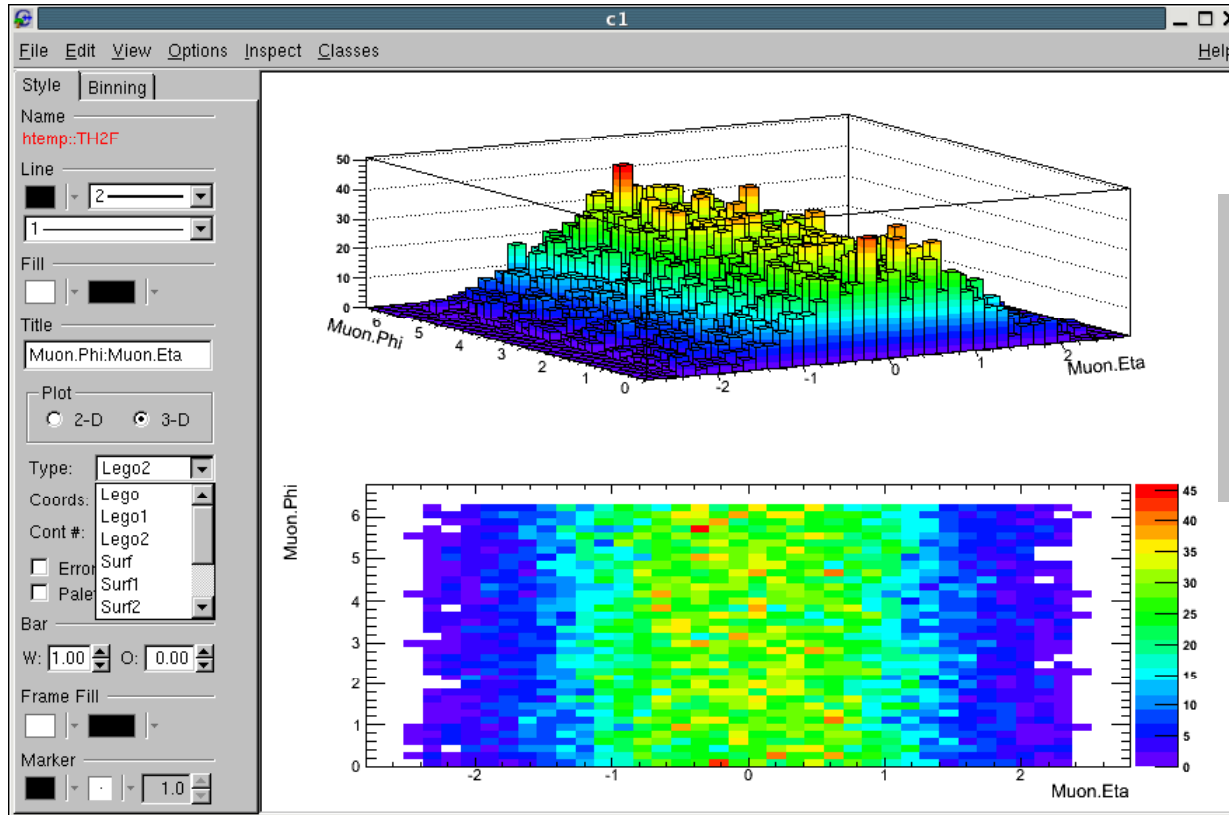 c1
File Edit View Options Inspect Classes Help
Style Binning
Name
htemp::TH2F
Line
2
1
Fill
Title
Muon.Phi:Muon.Eta
Plot
2-D 3-D
Type: Lego2
Coords: Lego
Lego1
Cont #: Lego2
Surf
Surf1
Surf2
Bar
W: 1.00 O: 0.00
Frame Fill
Marker
1.0
50
40
30
20
10
0
Muon.Phi
6 5 4 3 2 1 0
-2 -1 0 1 2
Muon.Eta
Muon.Phi
6
5
4
3
2
1
0
-2 -1 0 1 2
Muon.Eta
45
40
35
30
25
20
15
10
5
0